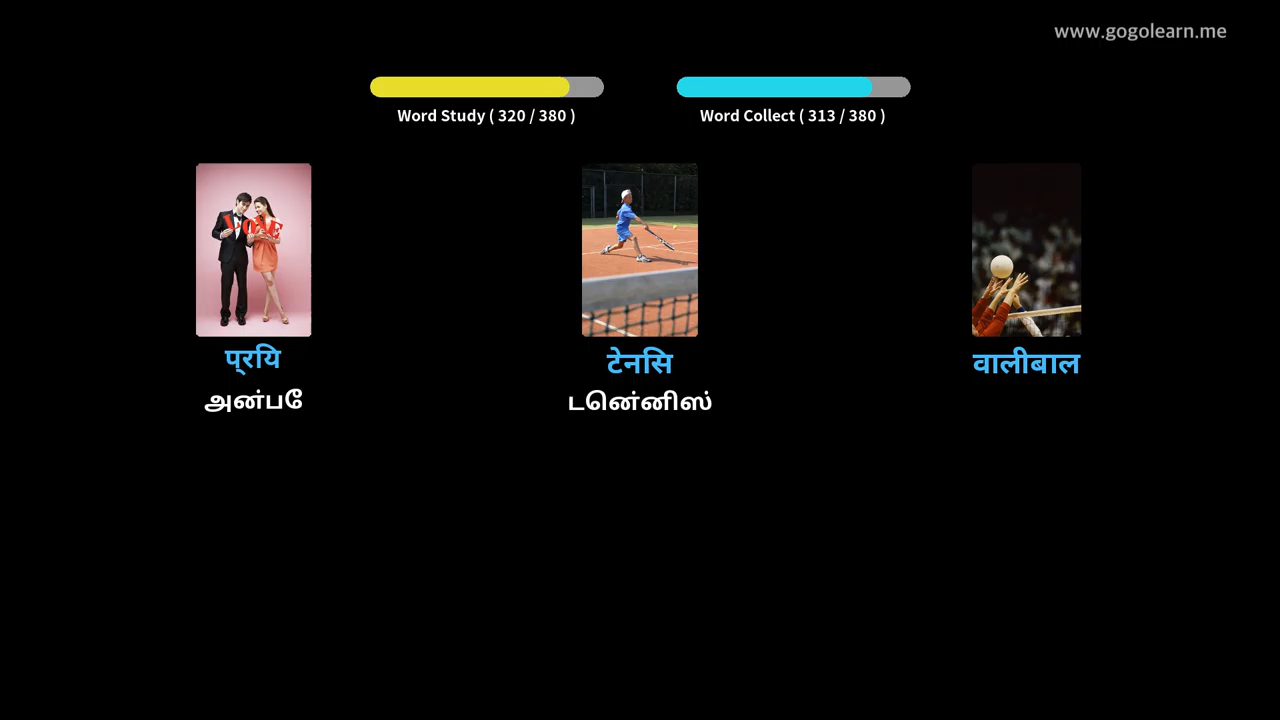 www.gogolearn.me
Word Study ( 320 / 380 )
Word Collect ( 313 / 380 )
प्रयि
टेनसि
वालीबाल
அன்பே
டென்னிஸ்